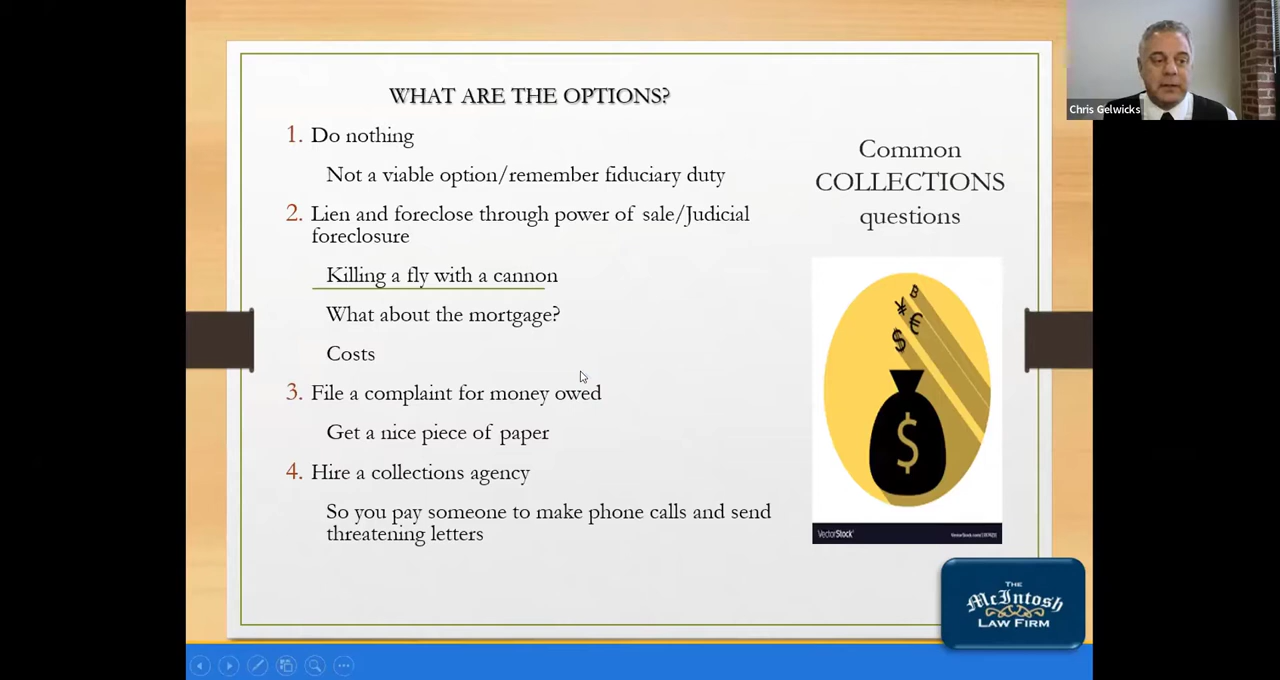 WHAT ARE THE OPTIONS?
1. Do nothing
Not a viable option/remember fiduciary duty
2. Lien and foreclose through power of sale/Judicial
foreclosure
Killing a fly with a cannon
What about the mortgage?
Costs
3. File a complaint for money owed
Get a nice piece of paper
4. Hire a collections agency
So you pay someone to make phone calls and send
threatening letters
Common
COLLECTIONS
questions
¥ € $
$
VectorStock
THE
McIntosh
LAW FIRM
Chris Gelwicks